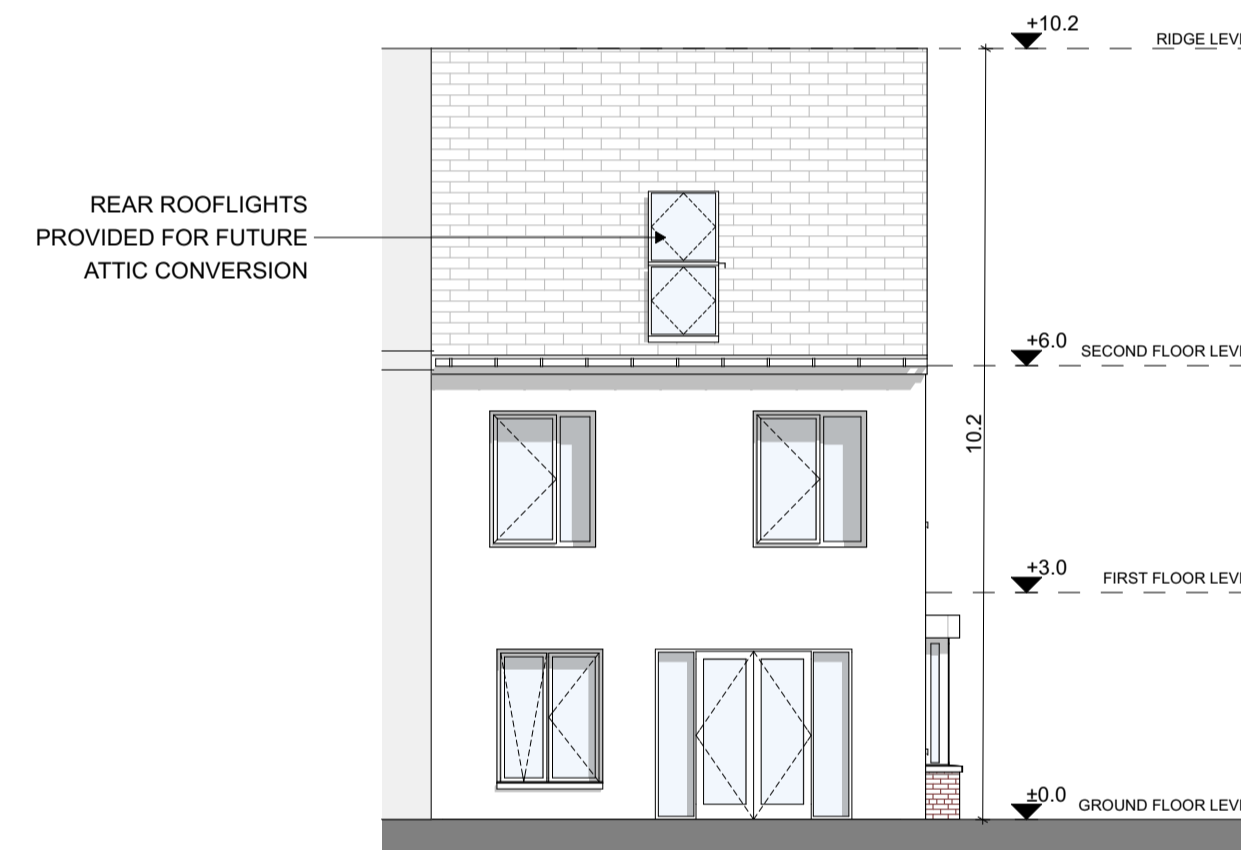 +10.2
RIDGE LEVE
REAR ROOFLIGHTS
PROVIDED FOR FUTURE
ATTIC CONVERSION
+6.0
SECOND FLOOR LEVE
10.2
+3.0
FIRST FLOOR LEVE
±0.0
GROUND FLOOR LEVE